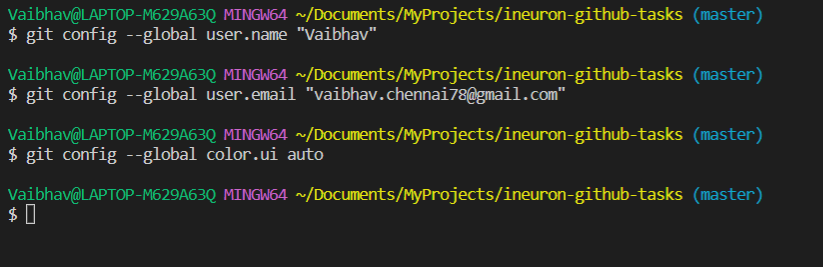 Vaibhav@LAPTOP-M629A63Q MINGW64 ~/Documents/MyProjects/ineuron-github-tasks (master)
$ git config --global user.name "Vaibhav"
Vaibhav@LAPTOP-M629A63Q MINGW64 ~/Documents/MyProjects/ineuron-github-tasks (master)
$ git config --global user.email "vaibhav.chennai78@gmail.com"
Vaibhav@LAPTOP-M629A63Q MINGW64 ~/Documents/MyProjects/ineuron-github-tasks (master)
$ git config --global color.ui auto
Vaibhav@LAPTOP-M629A63Q MINGW64 ~/Documents/MyProjects/ineuron-github-tasks (master)
$